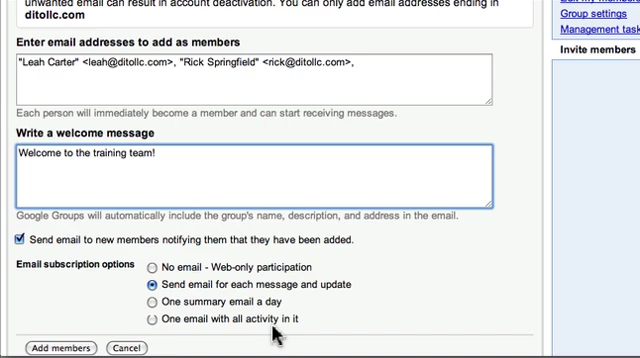 unwanted email can result in account deactivation. You can only add email addresses ending in
ditollc.com
Group settings
Management task
Invite members
Enter email addresses to add as members
"Leah Carter" <leah@ditollc.com>, "Rick Springfield" <rick@ditollc.com>,
Each person will immediately become a member and can start receiving messages.
Write a welcome message
Welcome to the training team!
Google Groups will automatically include the group's name, description, and address in the email.
Send email to new members notifying them that they have been added.
Email subscription options
No email - Web-only participation
Send email for each message and update
One summary email a day
One email with all activity in it
Add members
Cancel